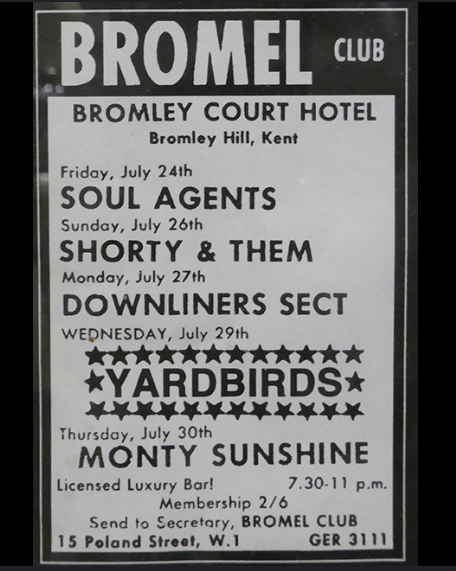 BROMEL CLUB
BROMLEY COURT HOTEL
Bromley Hill, Kent
Friday, July 24th
SOUL AGENTS
Sunday, July 26th
SHORTY & THEM
Monday, July 27th
DOWNLINERS SECT
WEDNESDAY, July 29th
★YARDBIRDS★
Thursday, July 30th
MONTY SUNSHINE
Licensed Luxury Bar! 7.30-11 p.m.
Membership 2/6
Send to Secretary, BROMEL CLUB
15 Poland Street, W.1 GER 3111